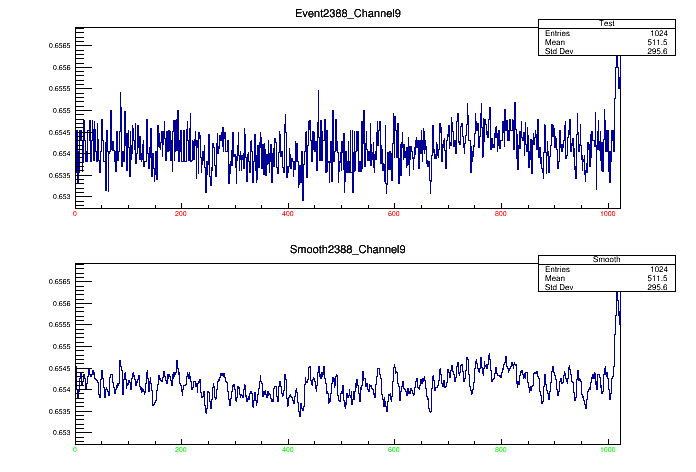 Event2388_Channel9
Test
Entries 1024
Mean 511.5
Std Dev 295.6
0.6565
0.656
0.6555
0.655
0.6545
0.654
0.6535
0.653
0 200 400 600 800 1000
Smooth2388_Channel9
Smooth
Entries 1024
Mean 511.5
Std Dev 295.6
0.6565
0.656
0.6555
0.655
0.6545
0.654
0.6535
0.653
0 200 400 600 800 1000